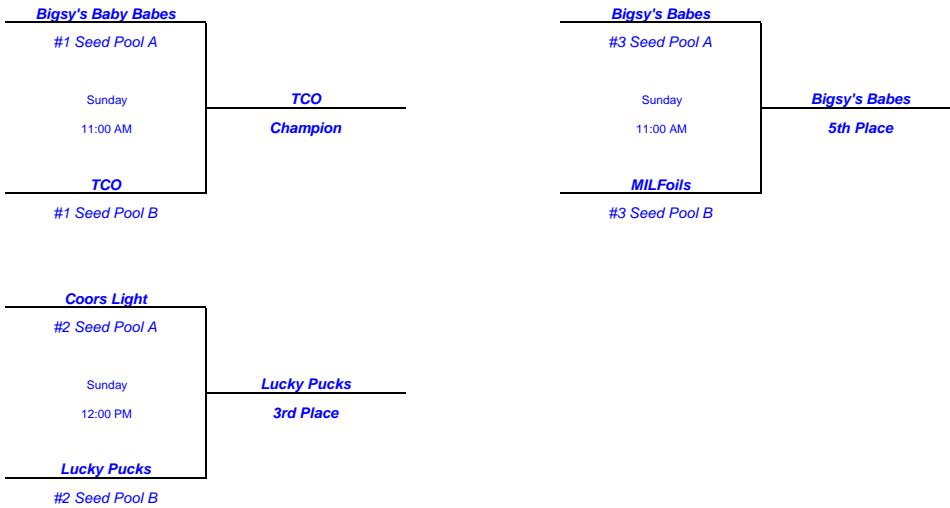 Bigsy's Baby Babes
#1 Seed Pool A
Sunday
11:00 AM
TCO
Champion
TCO
#1 Seed Pool B
Bigsy's Babes
#3 Seed Pool A
Sunday
11:00 AM
Bigsy's Babes
5th Place
MILFoils
#3 Seed Pool B
Coors Light
#2 Seed Pool A
Sunday
12:00 PM
Lucky Pucks
3rd Place
Lucky Pucks
#2 Seed Pool B